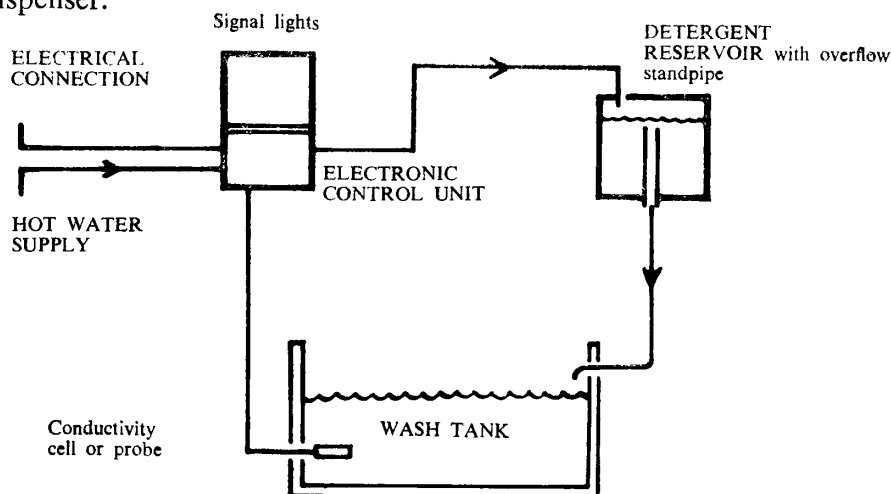 Signal lights
ELECTRICAL
CONNECTION
DETERGENT
RESERVOIR with overflow
standpipe
ELECTRONIC
CONTROL UNIT
HOT WATER
SUPPLY
Conductivity
cell or probe
WASH TANK